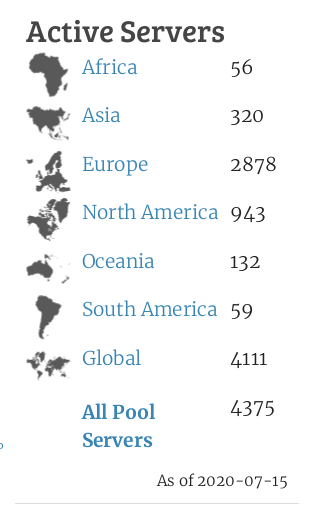 Active Servers
Africa 56
Asia 320
Europe 2878
North America 943
Oceania 132
South America 59
Global 4111
All Pool 4375
Servers
As of 2020-07-15